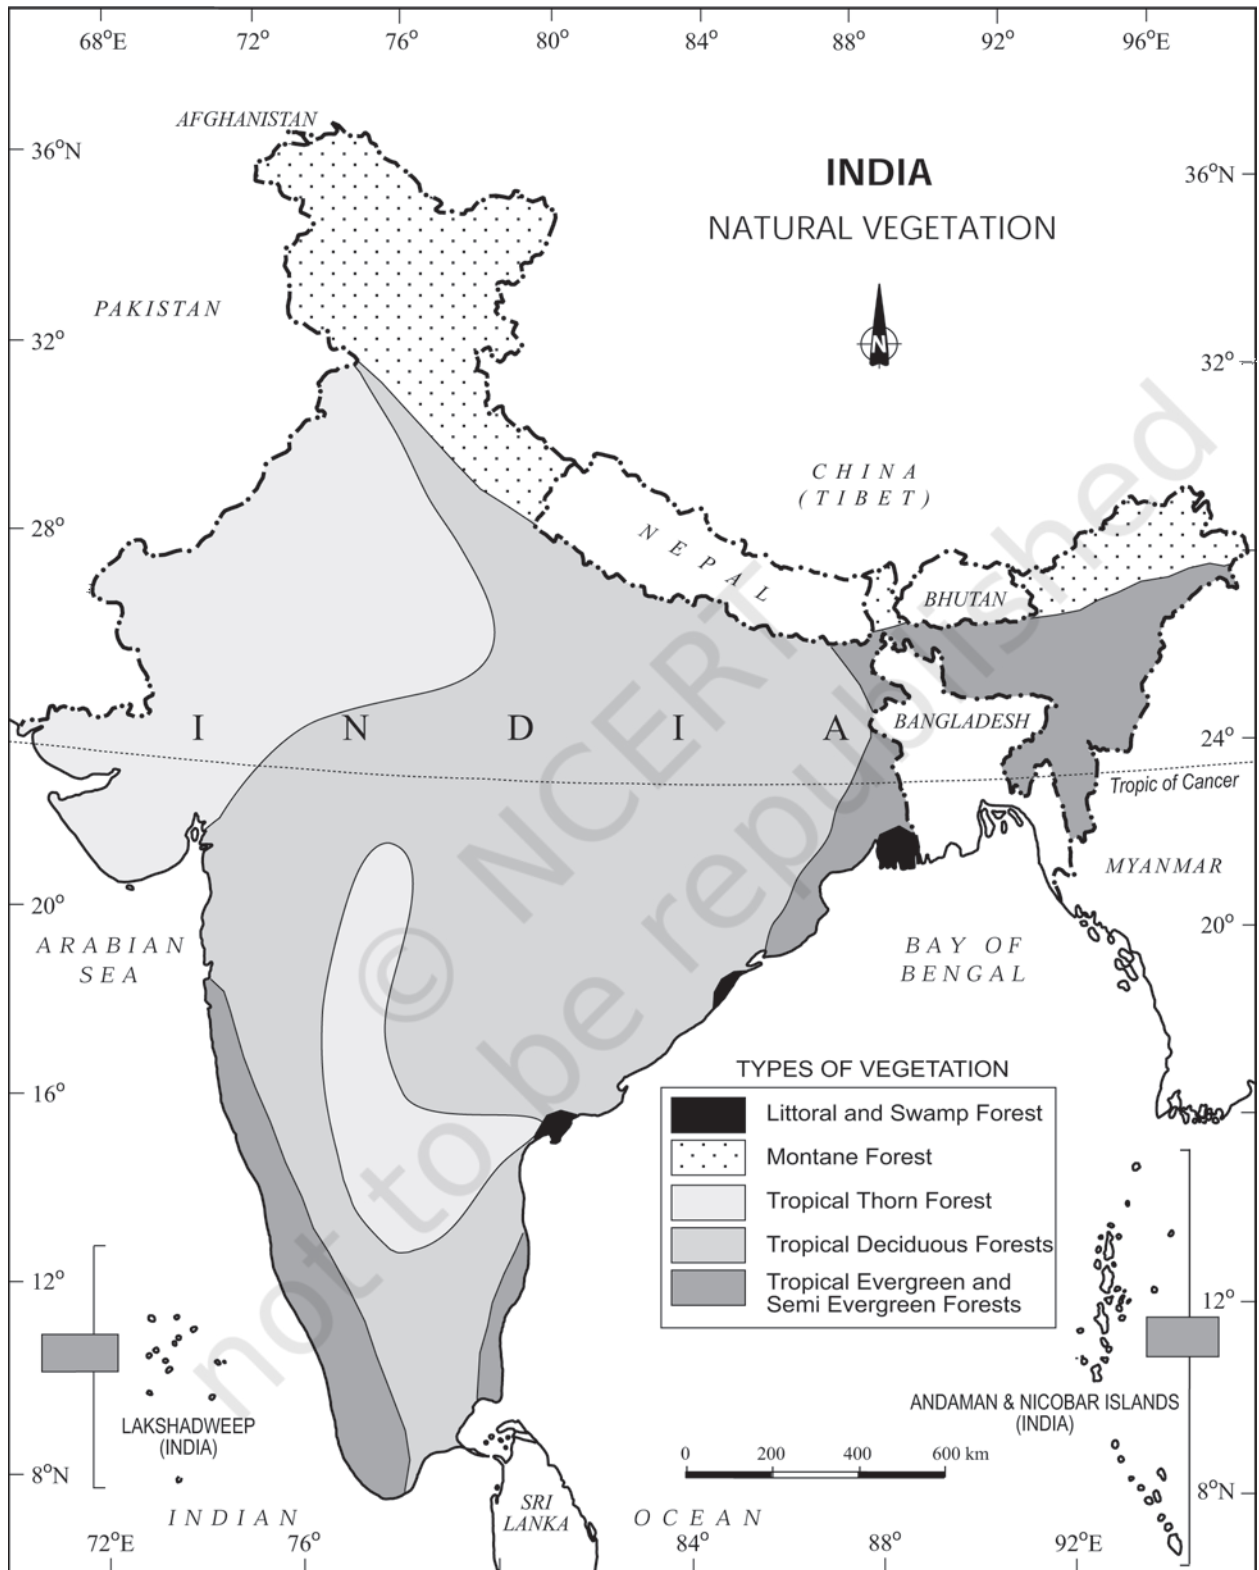 68°E 72° 76° 80° 84° 88° 92° 96°E
AFGHANISTAN
36°N
INDIA
36°N
NATURAL VEGETATION
PAKISTAN
N
32°
32°
CHINA
(TIBET)
28°
NEPAL
BHUTAN
INDIA
BANGLADESH
24°
Tropic of Cancer
MYANMAR
20°
ARABIAN
SEA
BAY OF
BENGAL
20°
TYPES OF VEGETATION
16°
Littoral and Swamp Forest
Montane Forest
Tropical Thorn Forest
Tropical Deciduous Forests
12°
Tropical Evergreen and
Semi Evergreen Forests
12°
LAKSHADWEEP
(INDIA)
ANDAMAN & NICOBAR ISLANDS
(INDIA)
0 200 400 600 km
8°N
8°N
SRI
LANKA
INDIAN OCEAN
72°E 76° 84° 88° 92°E
© NCERT
not to be republished